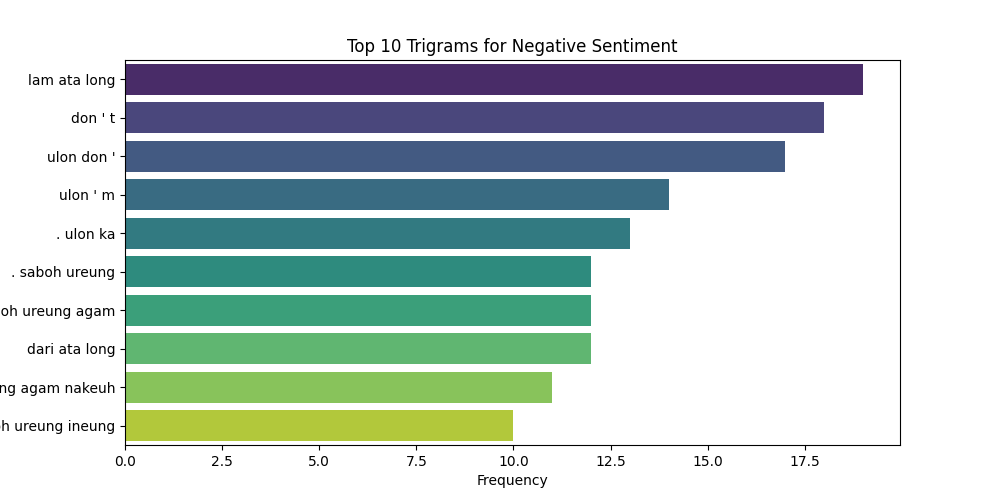 Top 10 Trigrams for Negative Sentiment
lam ata long
don ' t
ulon don '
ulon ' m
. ulon ka
. saboh ureung
oh ureung agam
dari ata long
ng agam nakeuh
h ureung ineung
0.0 2.5 5.0 7.5 10.0 12.5 15.0 17.5
Frequency